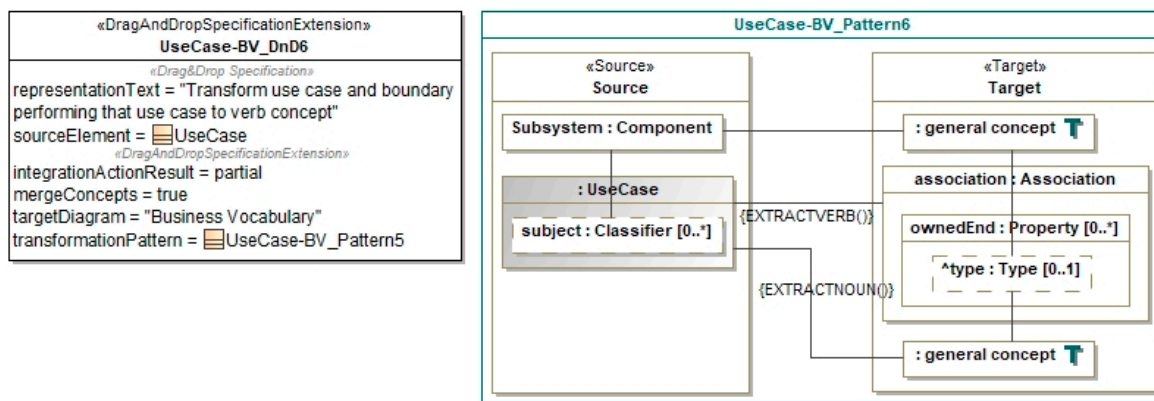 «DragAndDropSpecificationExtension»
UseCase-BV_DnD6
«Drag&Drop Specification»
representationText = "Transform use case and boundary
performing that use case to verb concept"
sourceElement = UseCase
«DragAndDropSpecificationExtension»
integrationActionResult = partial
mergeConcepts = true
targetDiagram = "Business Vocabulary"
transformationPattern = UseCase-BV_Pattern5
UseCase-BV_Pattern6
«Source»
Source
Subsystem : Component
: UseCase
subject : Classifier [0..*]
{EXTRACTVERB()}
{EXTRACTNOUN()}
«Target»
Target
: general concept
association : Association
ownedEnd : Property [0..*]
^type : Type [0..1]
: general concept